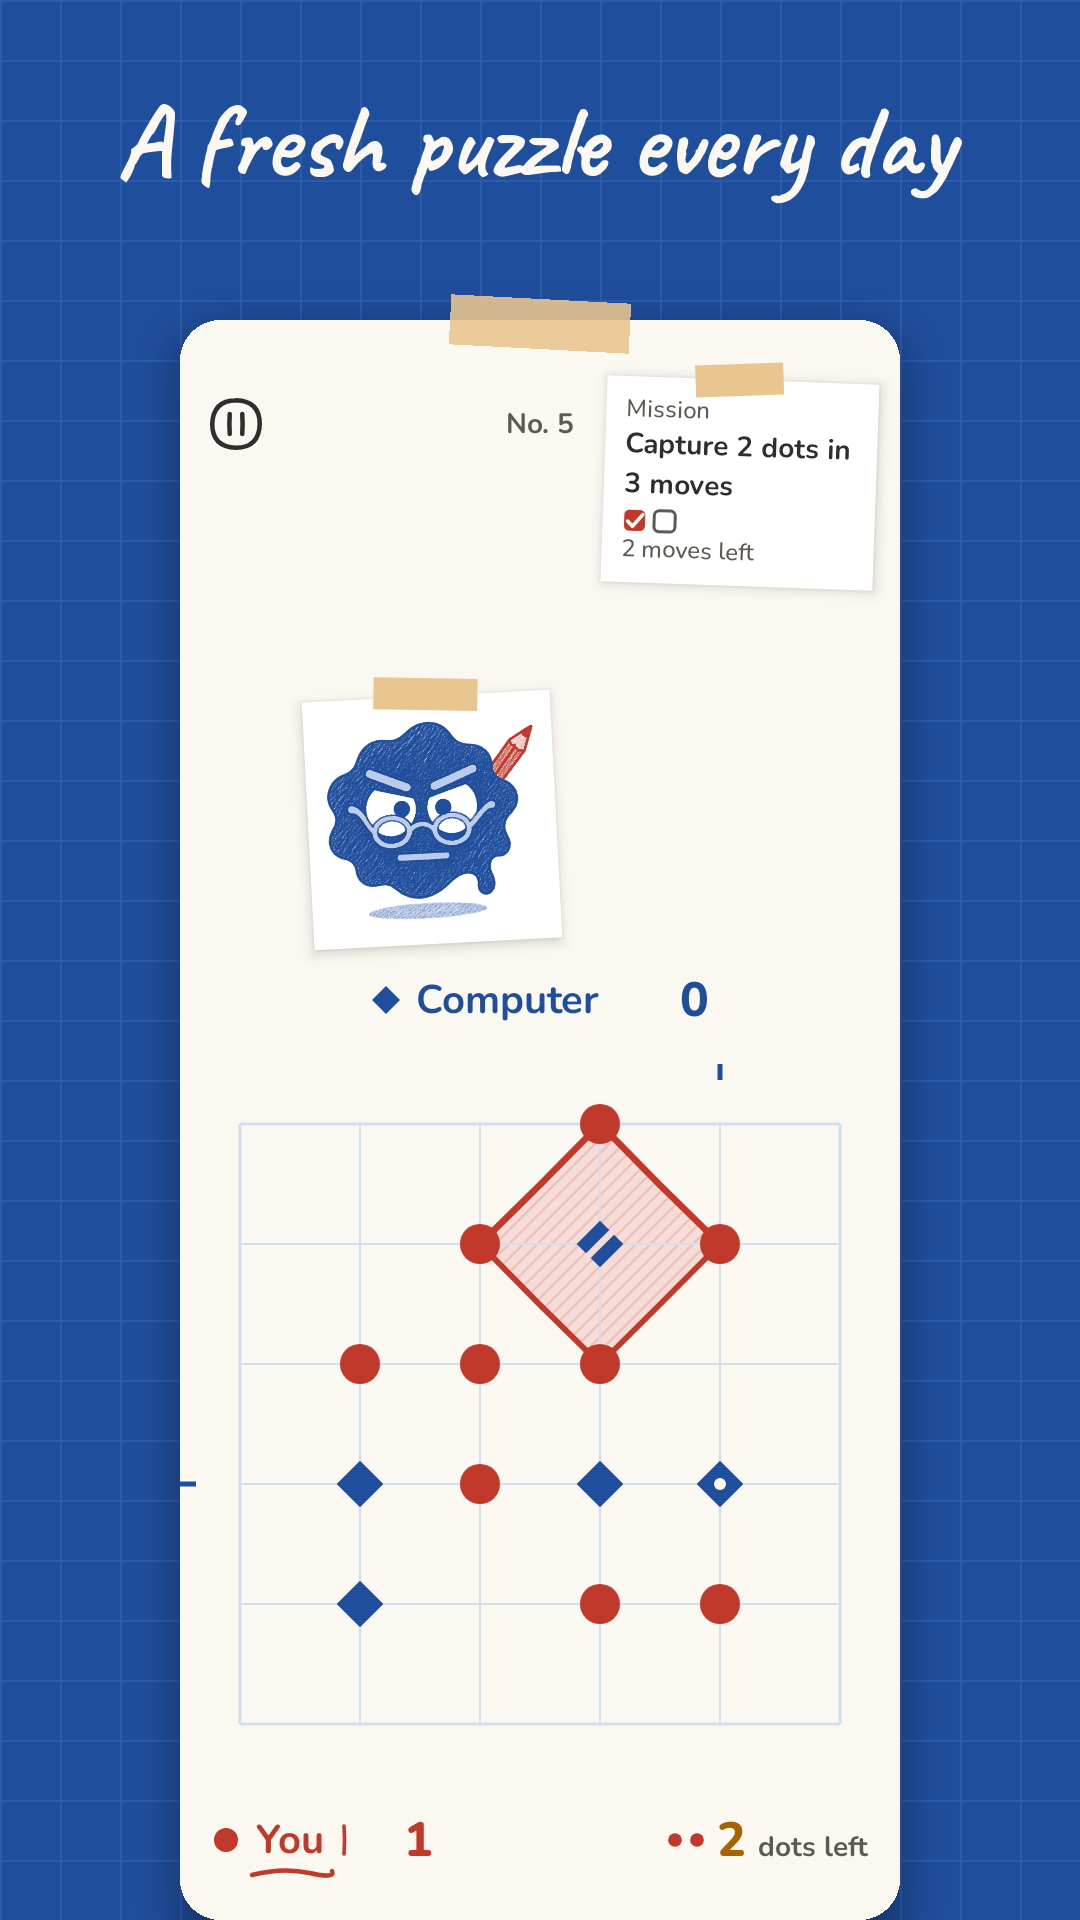 A fresh puzzle every day
No. 5
Mission
Capture 2 dots in
3 moves
2 moves left
Computer 0
You 1
2 dots left